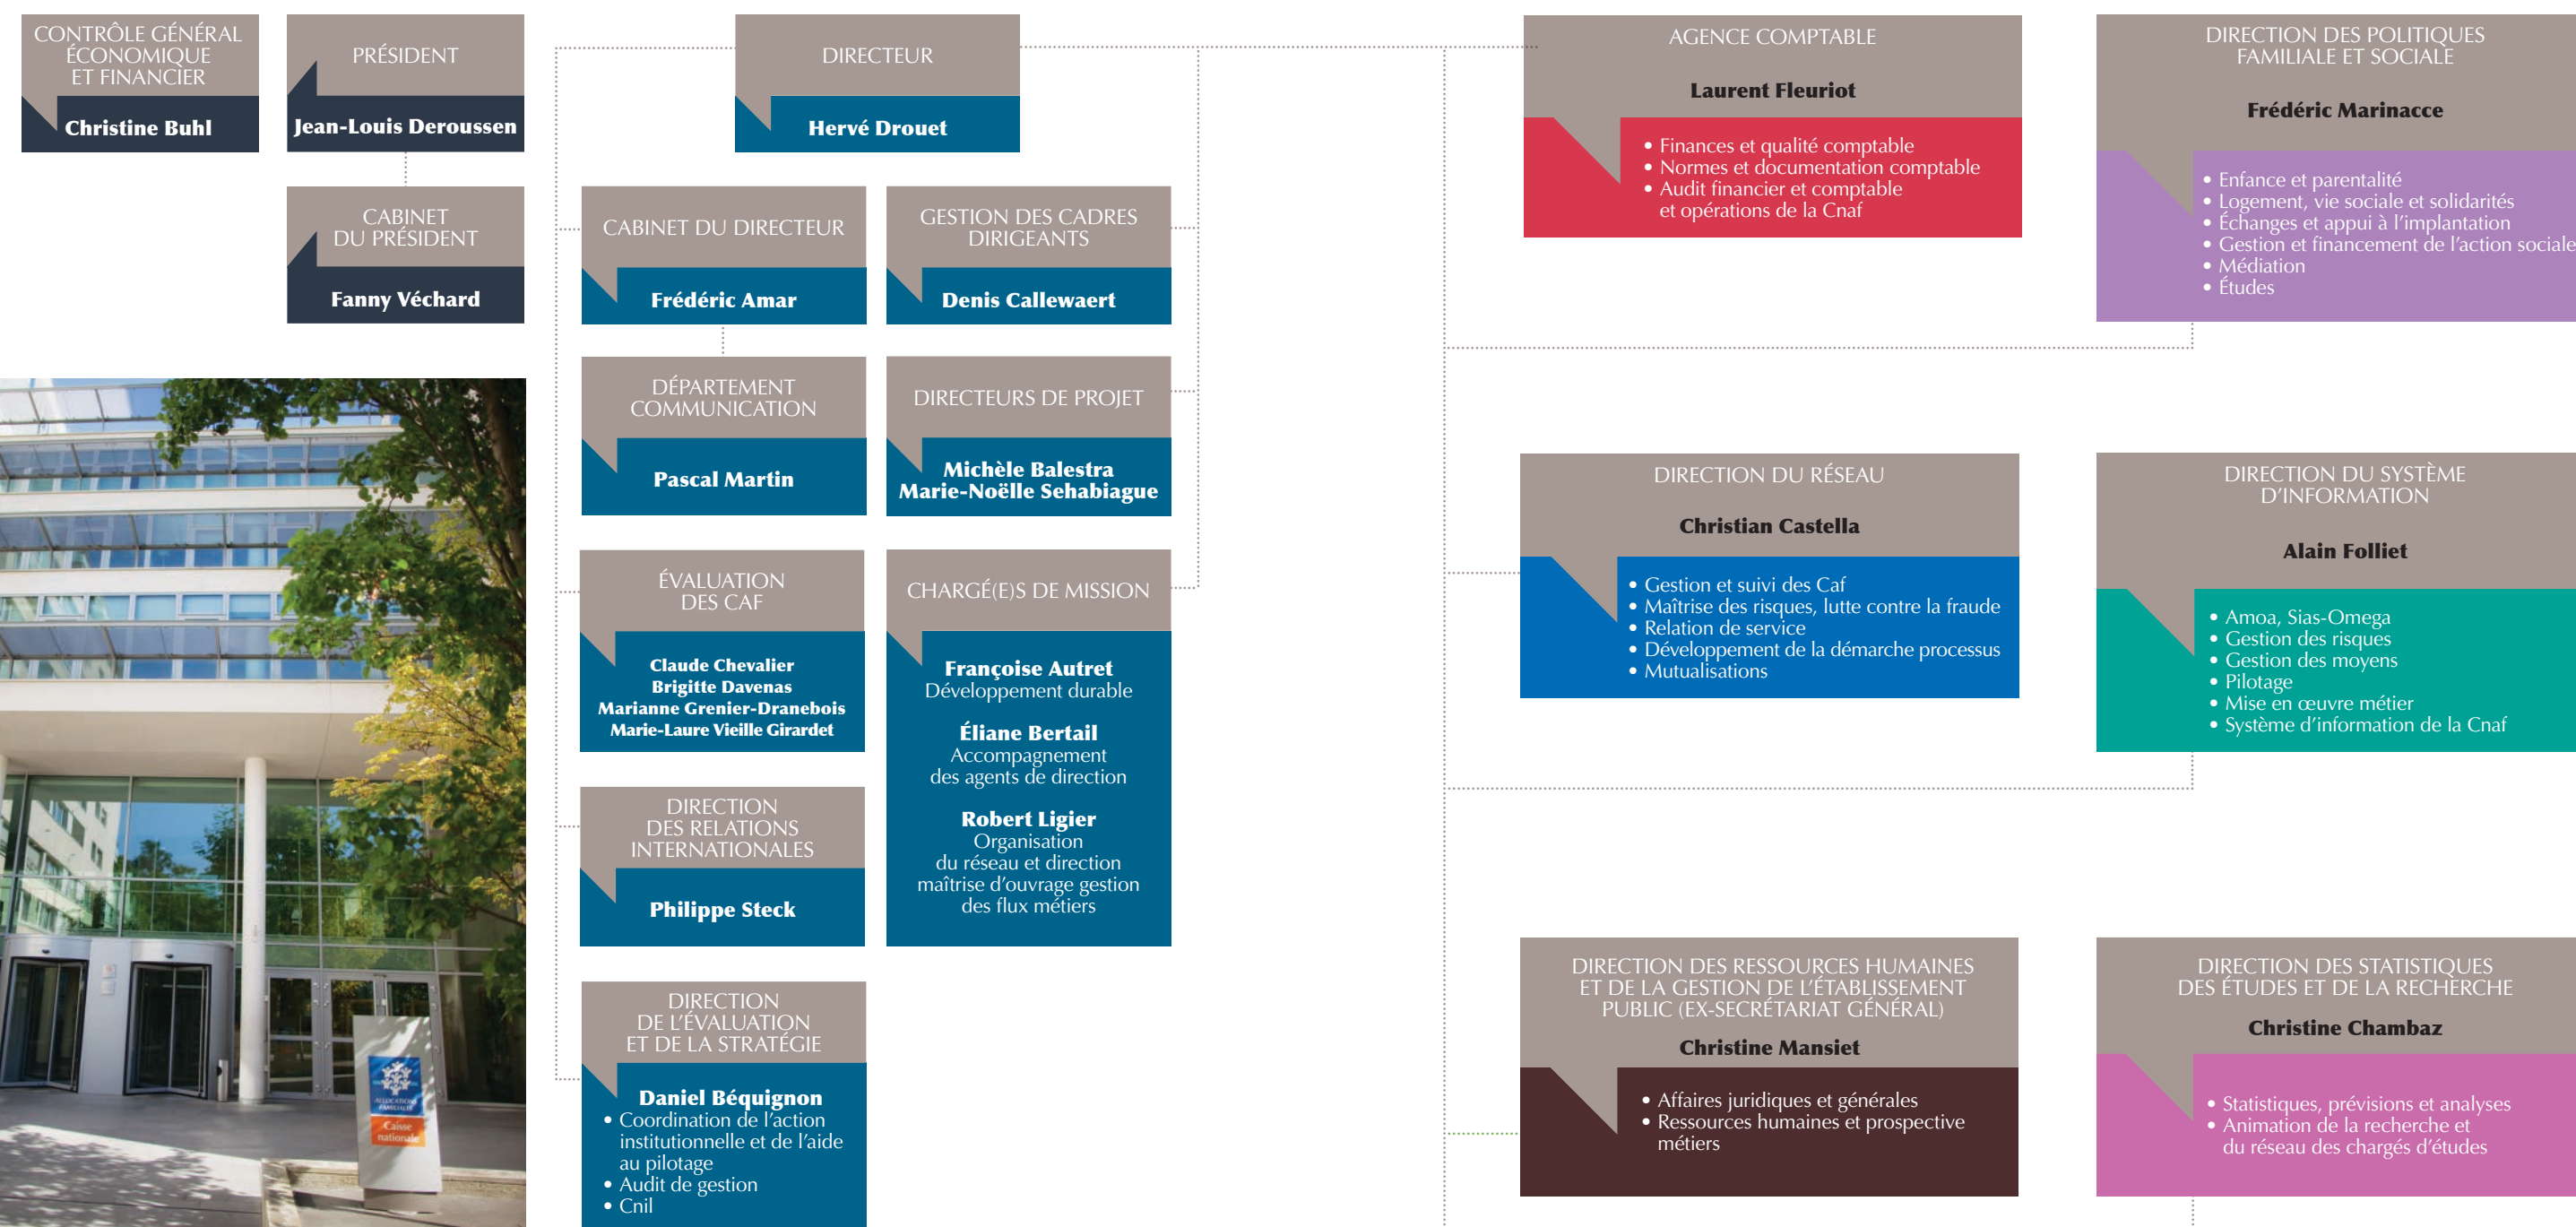 CONTRÔLE GÉNÉRAL
ÉCONOMIQUE
ET FINANCIER
Christine Buhl
PRÉSIDENT
Jean-Louis Deroussen
CABINET
DU PRÉSIDENT
Fanny Véchard
DIRECTEUR
Hervé Drouet
CABINET DU DIRECTEUR
Frédéric Amar
GESTION DES CADRES
DIRIGEANTS
Denis Callewaert
DÉPARTEMENT
COMMUNICATION
Pascal Martin
DIRECTEURS DE PROJET
Michèle Balestra
Marie-Noëlle Sehabiague
ÉVALUATION
DES CAF
Claude Chevalier
Brigitte Davenas
Marianne Grenier-Dranebois
Marie-Laure Vieille Girardet
CHARGÉ(E)S DE MISSION
Françoise Autret
Développement durable
Éliane Bertail
Accompagnement
des agents de direction
Robert Ligier
Organisation
du réseau et direction
maîtrise d'ouvrage gestion
des flux métiers
DIRECTION
DES RELATIONS
INTERNATIONALES
Philippe Steck
DIRECTION
DE L'ÉVALUATION
ET DE LA STRATÉGIE
Daniel Béquignon
• Coordination de l'action
institutionnelle et de l'aide
au pilotage
• Audit de gestion
• Cnil
AGENCE COMPTABLE
Laurent Fleuriot
• Finances et qualité comptable
• Normes et documentation comptable
• Audit financier et comptable
et opérations de la Cnaf
DIRECTION DES POLITIQUES
FAMILIALE ET SOCIALE
Frédéric Marinacce
• Enfance et parentalité
• Logement, vie sociale et solidarités
• Échanges et appui à l'implantation
• Gestion et financement de l'action sociale
• Médiation
• Études
DIRECTION DU RÉSEAU
Christian Castella
• Gestion et suivi des Caf
• Maîtrise des risques, lutte contre la fraude
• Relation de service
• Développement de la démarche processus
• Mutualisations
DIRECTION DU SYSTÈME
D'INFORMATION
Alain Folliet
• Amoa, Sias-Omega
• Gestion des risques
• Gestion des moyens
• Pilotage
• Mise en œuvre métier
• Système d'information de la Cnaf
DIRECTION DES RESSOURCES HUMAINES
ET DE LA GESTION DE L'ÉTABLISSEMENT
PUBLIC (EX-SECRÉTARIAT GÉNÉRAL)
Christine Mansiet
• Affaires juridiques et générales
• Ressources humaines et prospective
métiers
DIRECTION DES STATISTIQUES
DES ÉTUDES ET DE LA RECHERCHE
Christine Chambaz
• Statistiques, prévisions et analyses
• Animation de la recherche et
du réseau des chargés d'études
ALLOCATIONS
FAMILIALES
Caisse
nationale